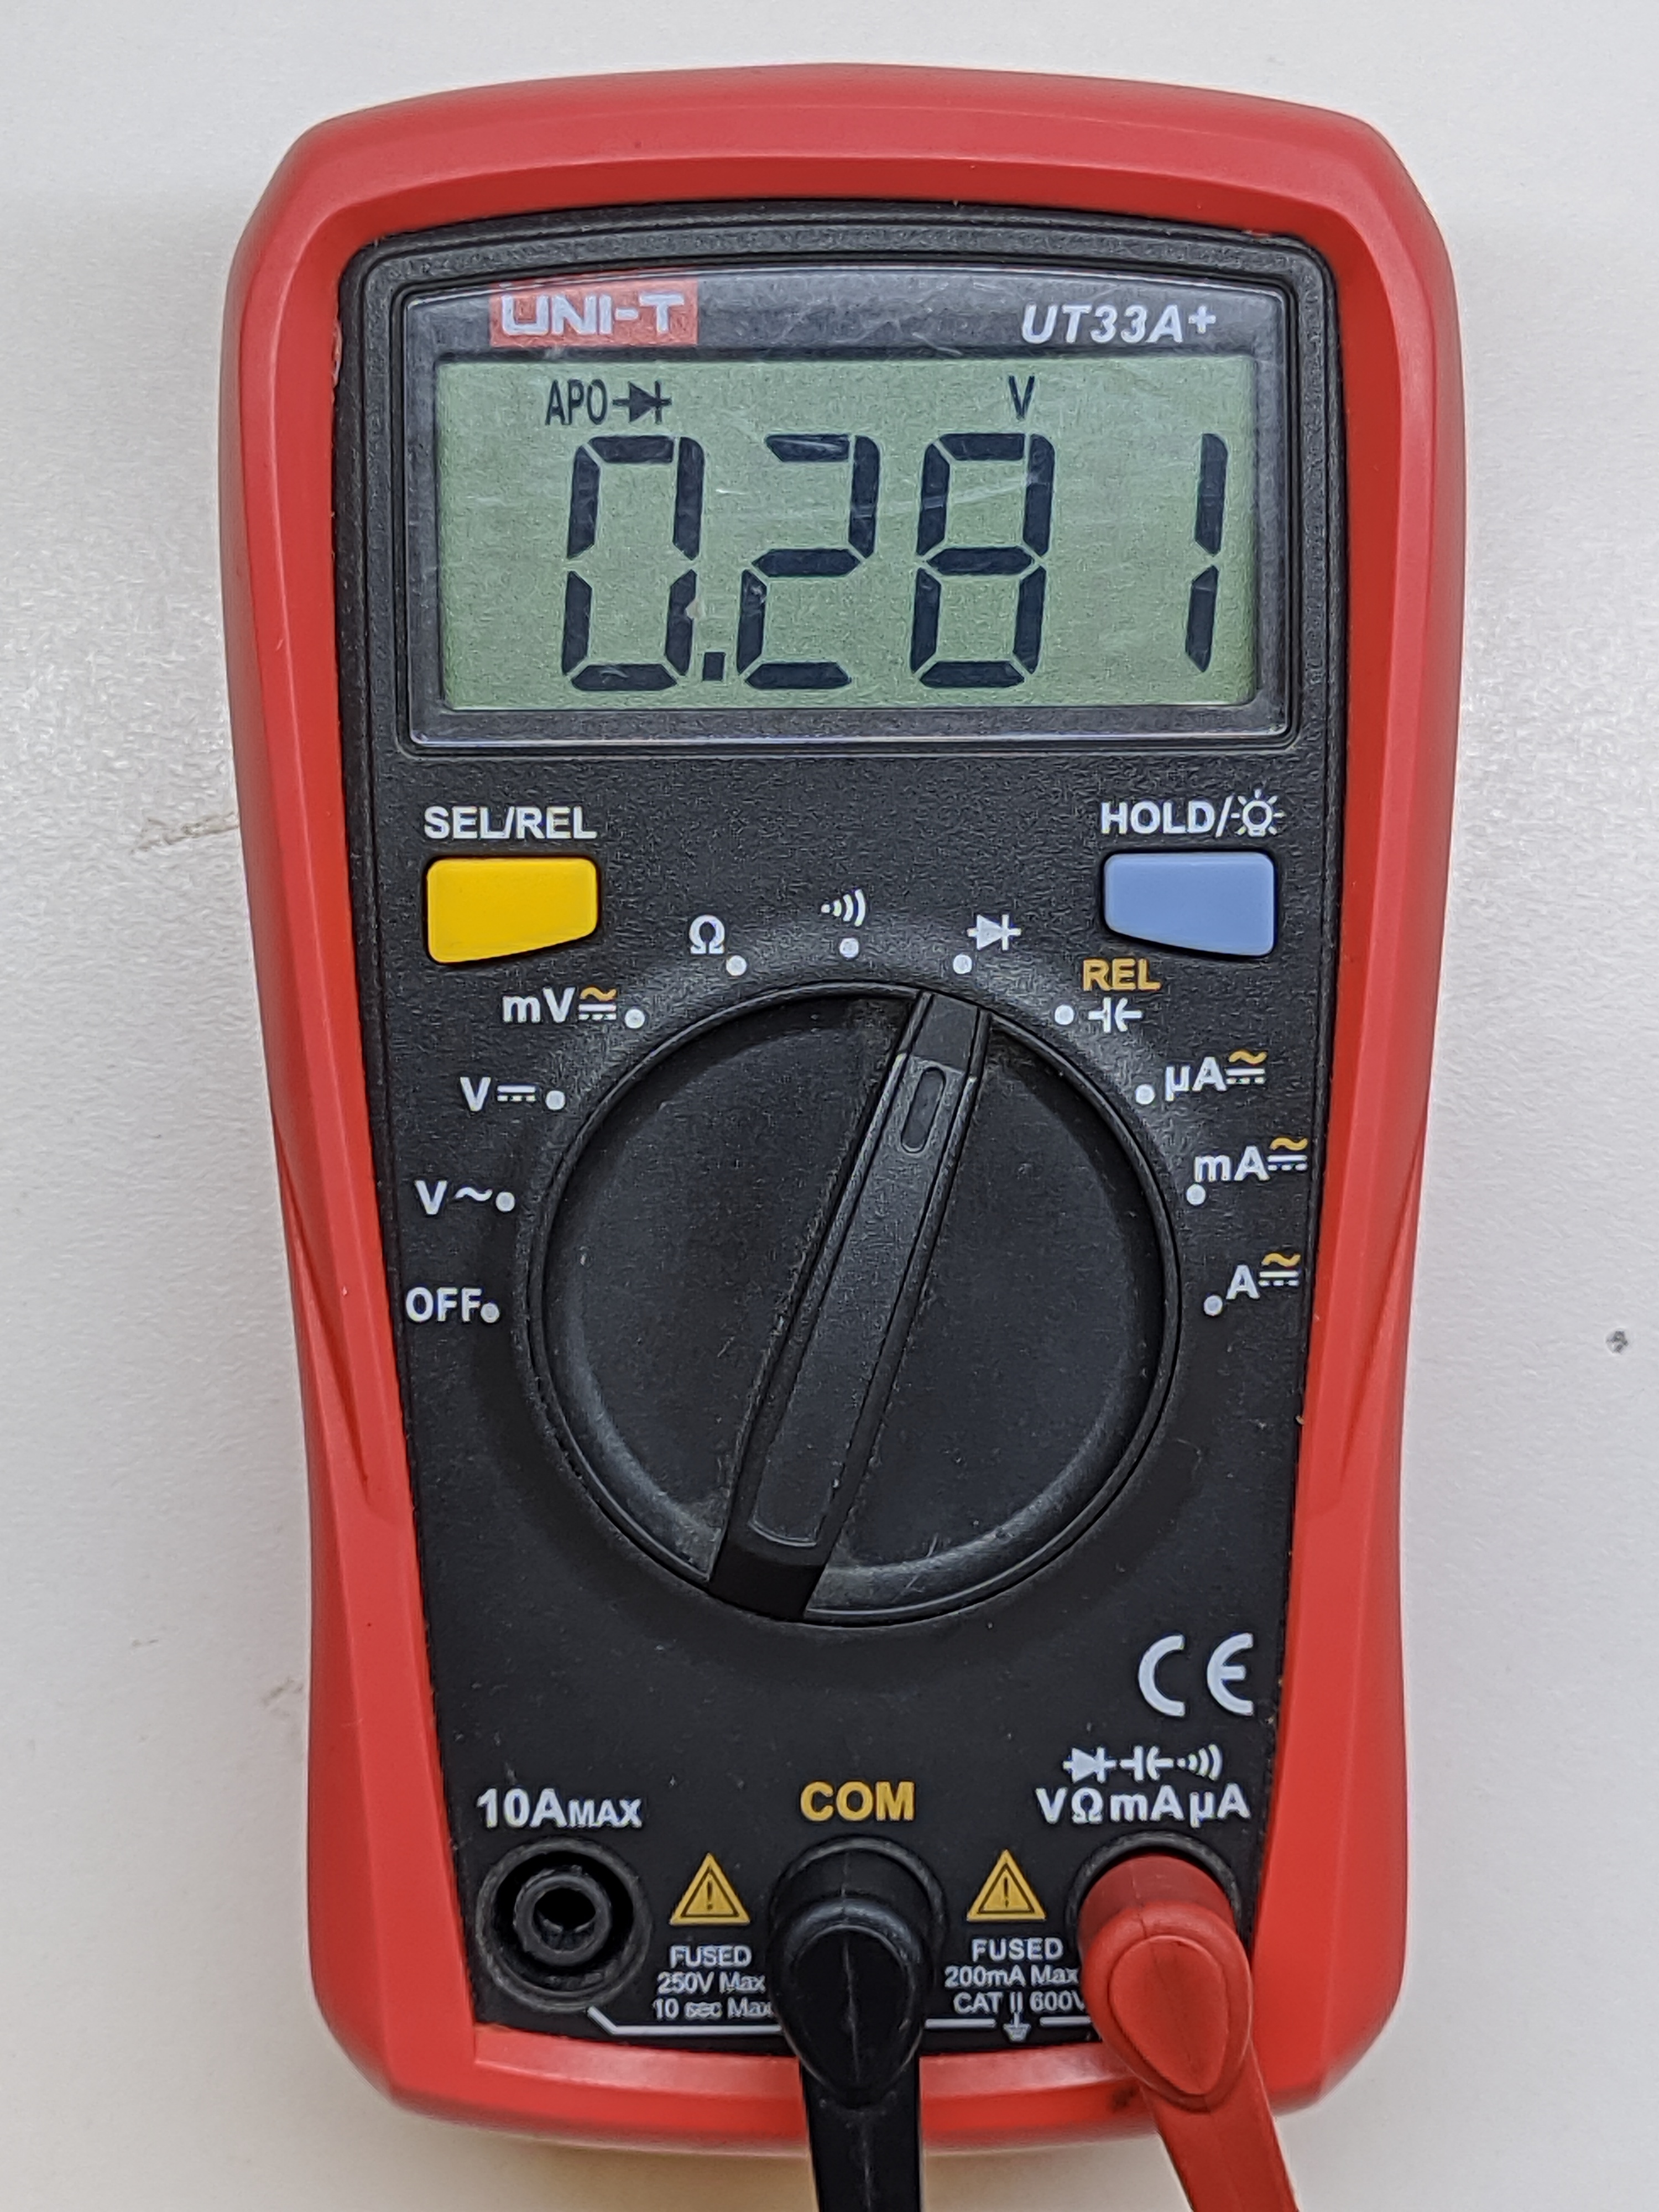 UNI-T UT33A+
APO V
0.281
SEL/REL HOLD/
Ω
REL
mV
µA
V
mA
V~
A
OFF
CE
10AMAX COM VΩmAµA
FUSED
250V Max
10 sec Max
FUSED
200mA Max
CAT II 600V